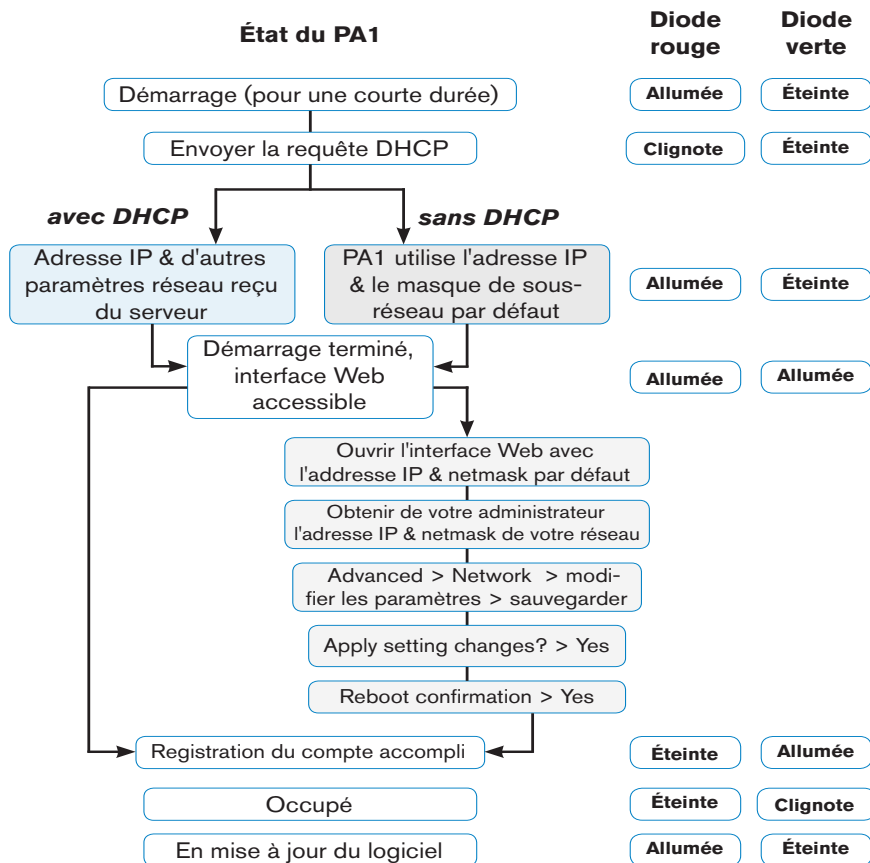 État du PA1
Diode
rouge
Diode
verte
Démarrage (pour une courte durée)
Allumée
Éteinte
Envoyer la requête DHCP
Clignote
Éteinte
avec DHCP
sans DHCP
Adresse IP & d'autres
paramètres réseau reçu
du serveur
PA1 utilise l'adresse IP
& le masque de sous-
réseau par défaut
Allumée
Éteinte
Démarrage terminé,
interface Web
accessible
Allumée
Allumée
Ouvrir l'interface Web avec
l'addresse IP & netmask par défaut
Obtenir de votre administrateur
l'adresse IP & netmask de votre réseau
Advanced > Network > modi-
fier les paramètres > sauvegarder
Apply setting changes? > Yes
Reboot confirmation > Yes
Registration du compte accompli
Éteinte
Allumée
Occupé
Éteinte
Clignote
En mise à jour du logiciel
Allumée
Éteinte